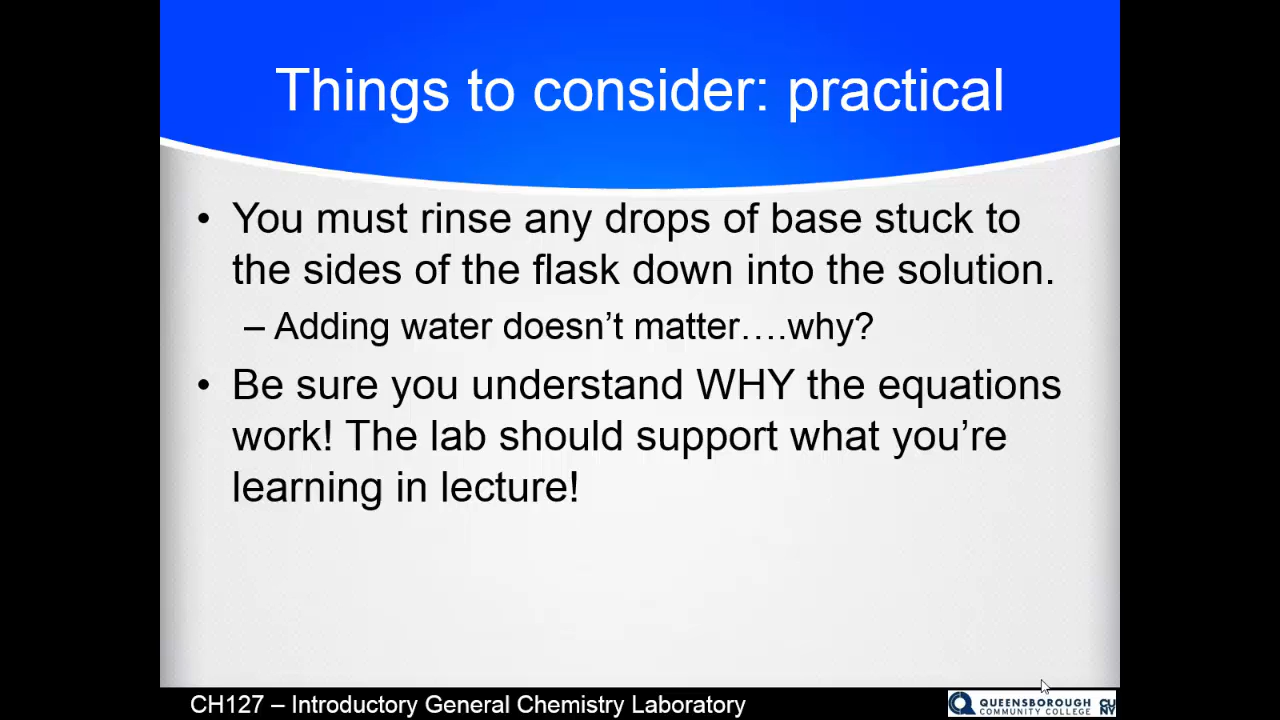 Things to consider: practical
• You must rinse any drops of base stuck to
the sides of the flask down into the solution.
– Adding water doesn’t matter….why?
• Be sure you understand WHY the equations
work! The lab should support what you’re
learning in lecture!
CH127 – Introductory General Chemistry Laboratory
QUEENSBOROUGH
COMMUNITY COLLEGE
CU
NY